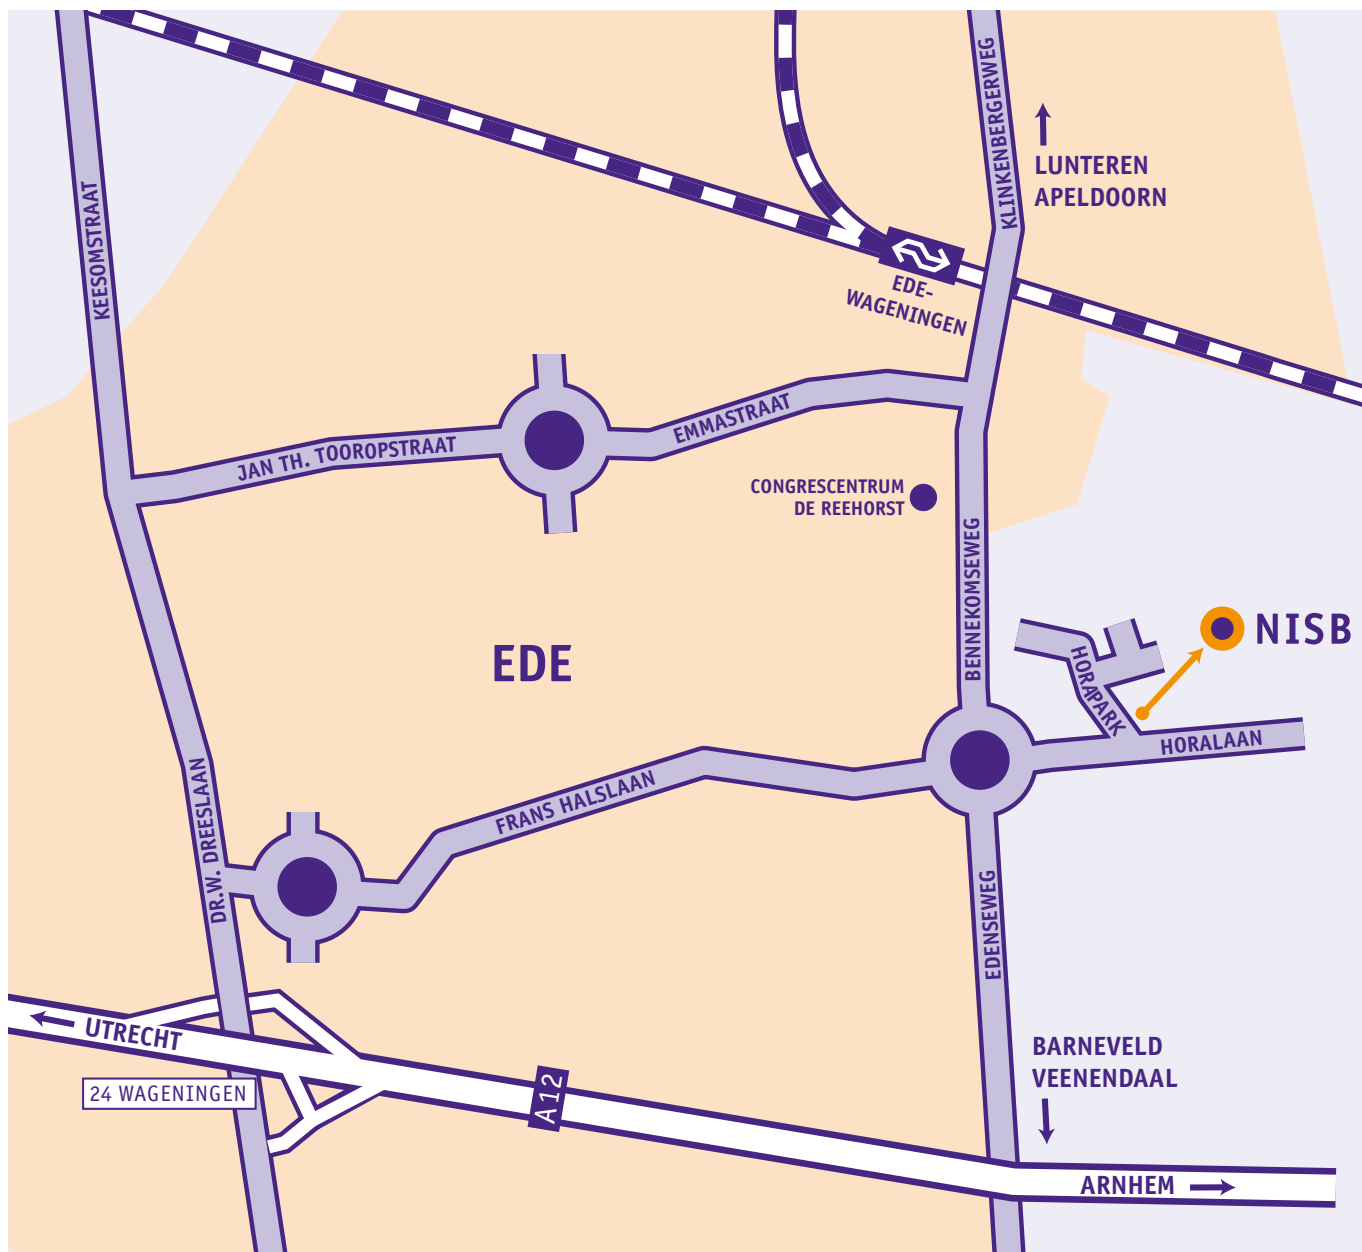 KLINKENBERGERWEG
LUNTEREN
APELDOORN
KEESOMSTRAAT
EDE-
WAGENINGEN
JAN TH. TOOROPSTRAAT
EMMASTRAAT
CONGRESCENTRUM
DE REEHORST
BENNEKOMSEWEG
NISB
EDE
HORAPARK
HORALAAN
FRANS HALSLAAN
DR.W. DREESLAAN
EDENSEWEG
UTRECHT
24 WAGENINGEN
A12
BARNEVELD
VEENENDAAL
ARNHEM